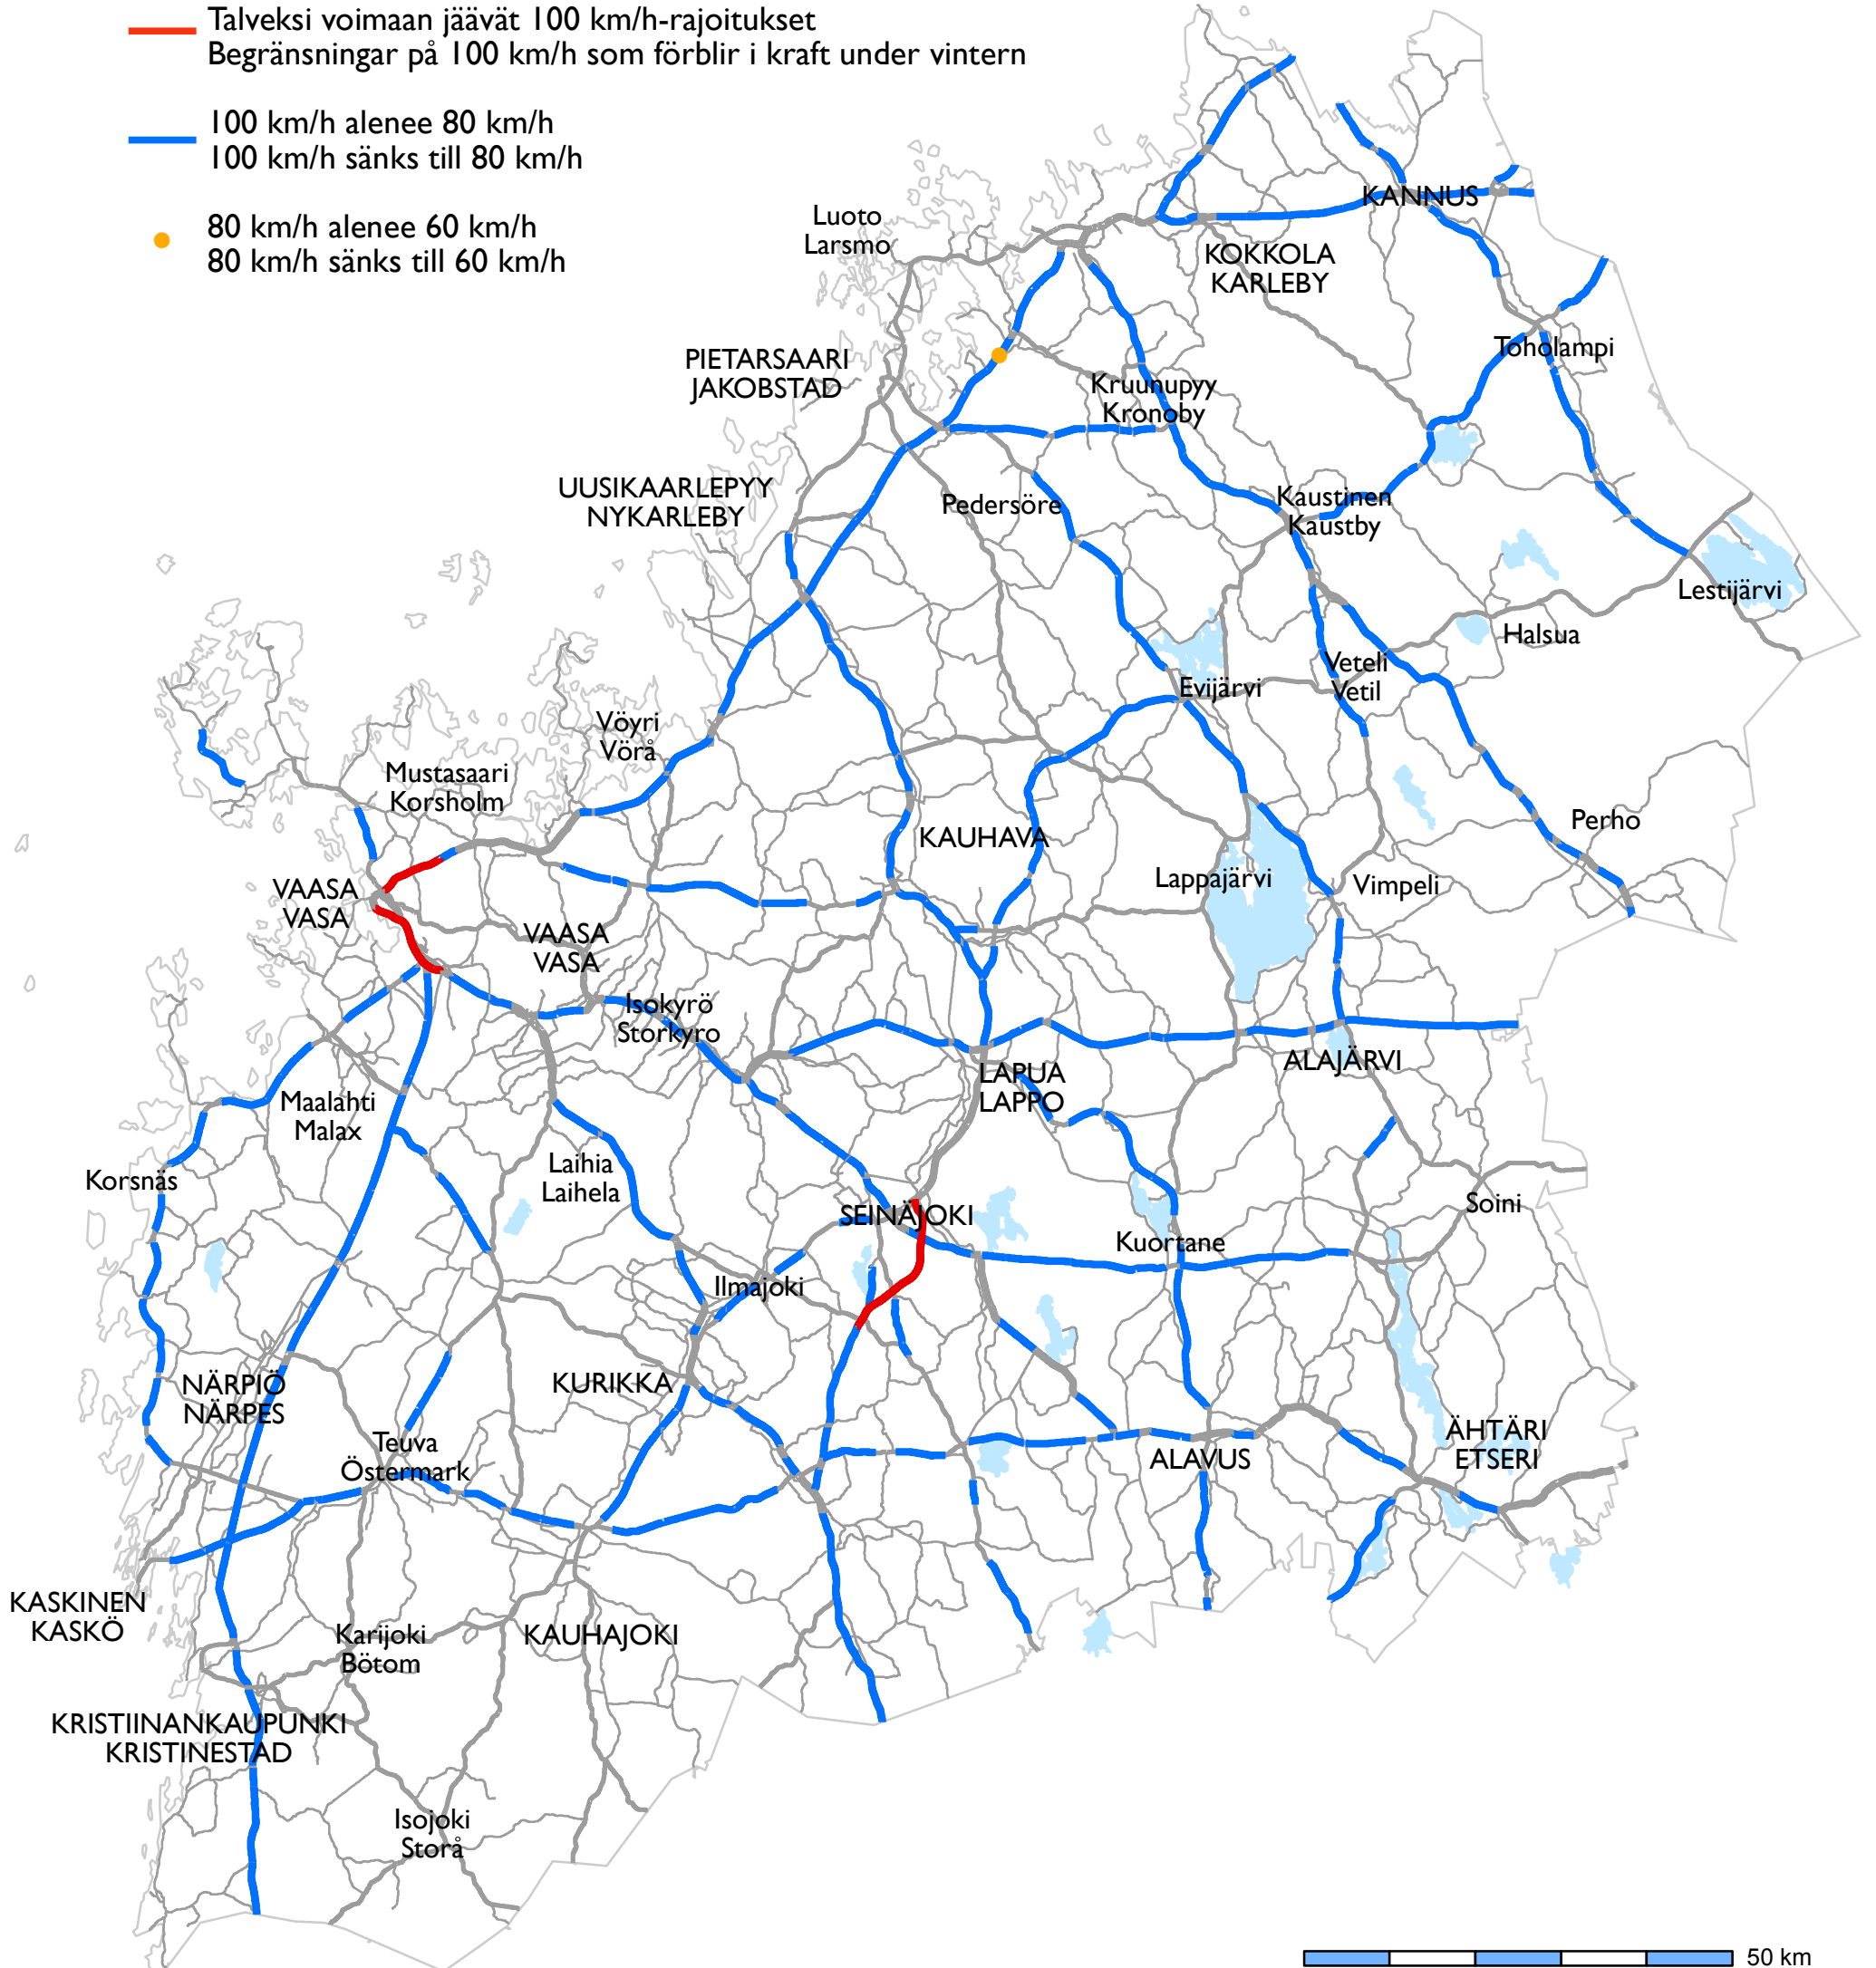 Talveksi voimaan jäävät 100 km/h-rajoitukset
Begränsningar på 100 km/h som förblir i kraft under vintern
100 km/h alenee 80 km/h
100 km/h sänks till 80 km/h
80 km/h alenee 60 km/h
80 km/h sänks till 60 km/h
KANNUS
Luoto
Larsmo
KOKKOLA
KARLEBY
Toholampi
PIETARSAARI
JAKOBSTAD
Kruunupyy
Kronoby
UUSIKAARLEPYY
NYKARLEBY
Pedersöre
Kaustinen
Kaustby
Lestijärvi
Halsua
Veteli
Vetil
Evijärvi
Vöyri
Vörå
Mustasaari
Korsholm
Perho
KAUHAVA
Lappajärvi
Vimpeli
VAASA
VASA
VAASA
VASA
Isokyrö
Storkyro
ALAJÄRVI
LAPUA
LAPPO
Maalahti
Malax
Laihia
Laihela
Korsnäs
Soini
SEINÄJOKI
Kuortane
Ilmajoki
KURIKKA
NÄRPIÖ
NÄRPES
Teuva
Östermark
ALAVUS
ÄHTÄRI
ETSERI
KASKINEN
KASKÖ
Karijoki
Bötom
KAUHAJOKI
KRISTIINANKAUPUNKI
KRISTINESTAD
Isojoki
Storå
50 km